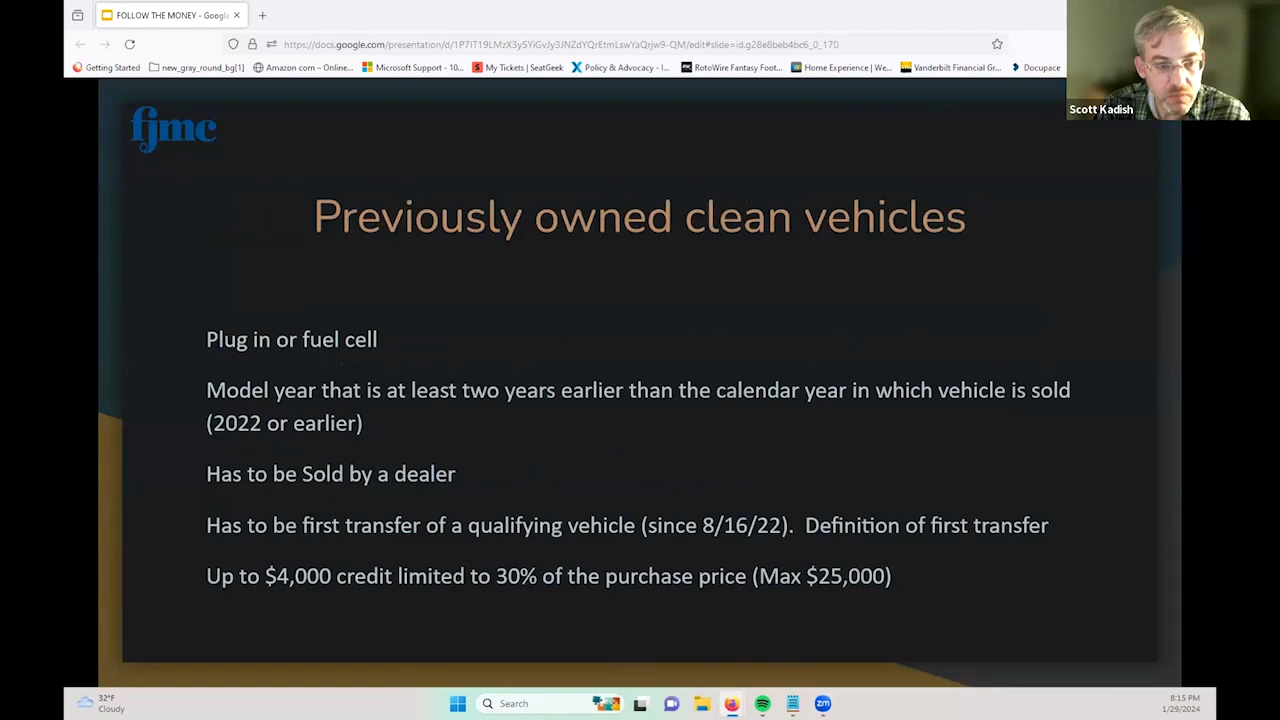 FOLLOW THE MONEY - Google
https://docs.google.com/presentation/d/1P7IT19LMzX3y5YiGvJy3JNZdYQrEtmLswYaQrjw9-QM/edit#slide=id.g28e8beb4bc6_0_170
Getting Started
new_gray_round_bg[1]
Amazon com – Online...
Microsoft Support - 10...
My Tickets | SeatGeek
Policy & Advocacy - I...
RotoWire Fantasy Foot...
Home Experience | We...
Vanderbilt Financial Gr...
Docupace
Scott Kadish
fjmc
Previously owned clean vehicles
Plug in or fuel cell
Model year that is at least two years earlier than the calendar year in which vehicle is sold
(2022 or earlier)
Has to be Sold by a dealer
Has to be first transfer of a qualifying vehicle (since 8/16/22).  Definition of first transfer
Up to $4,000 credit limited to 30% of the purchase price (Max $25,000)
32°F
Cloudy
Search
zm
8:15 PM
1/29/2024